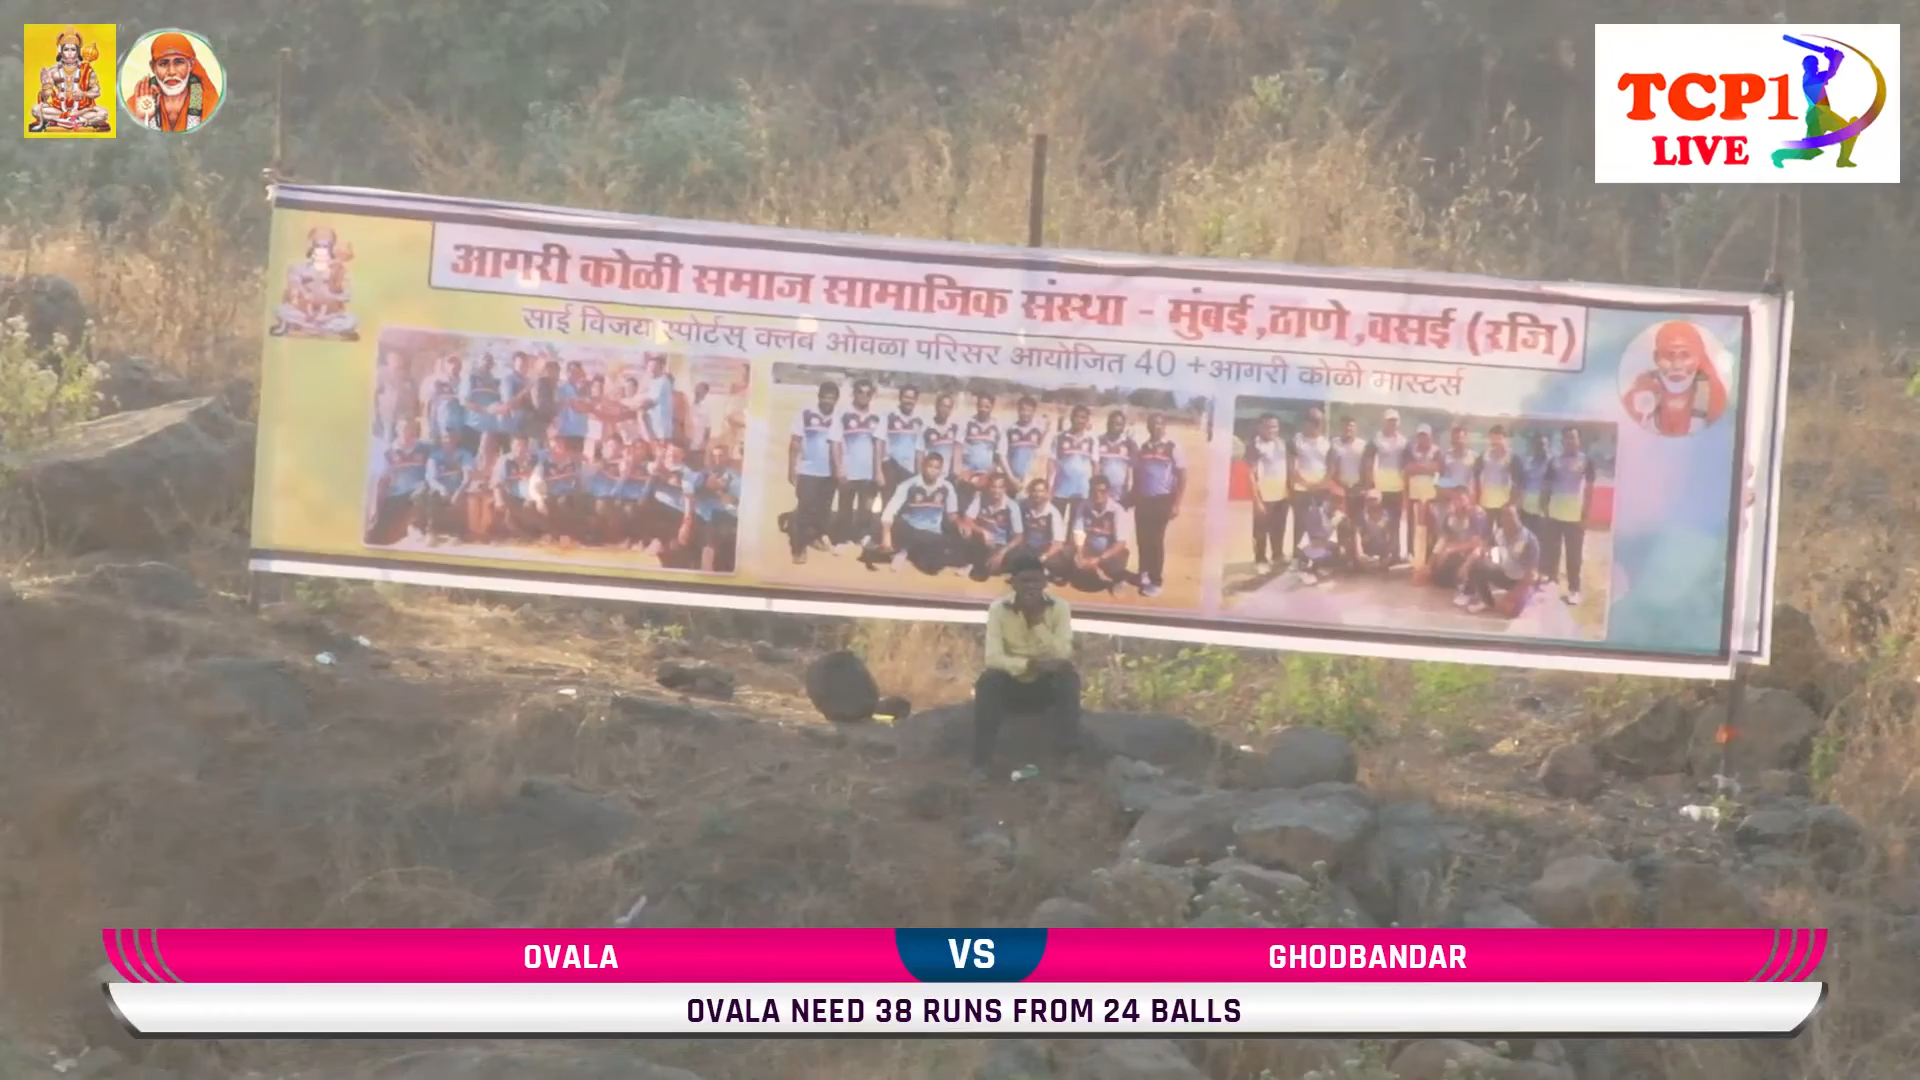 TCP1
LIVE
आगरी कोळी समाज सामाजिक संस्था - मुंबई ,ठाणे ,वसई (रजि)
साई विजय स्पोर्टस् क्लब ओवळा परिसर आयोजित 40 +आगरी कोळी मास्टर्स
OVALA VS GHODBANDAR
OVALA NEED 38 RUNS FROM 24 BALLS